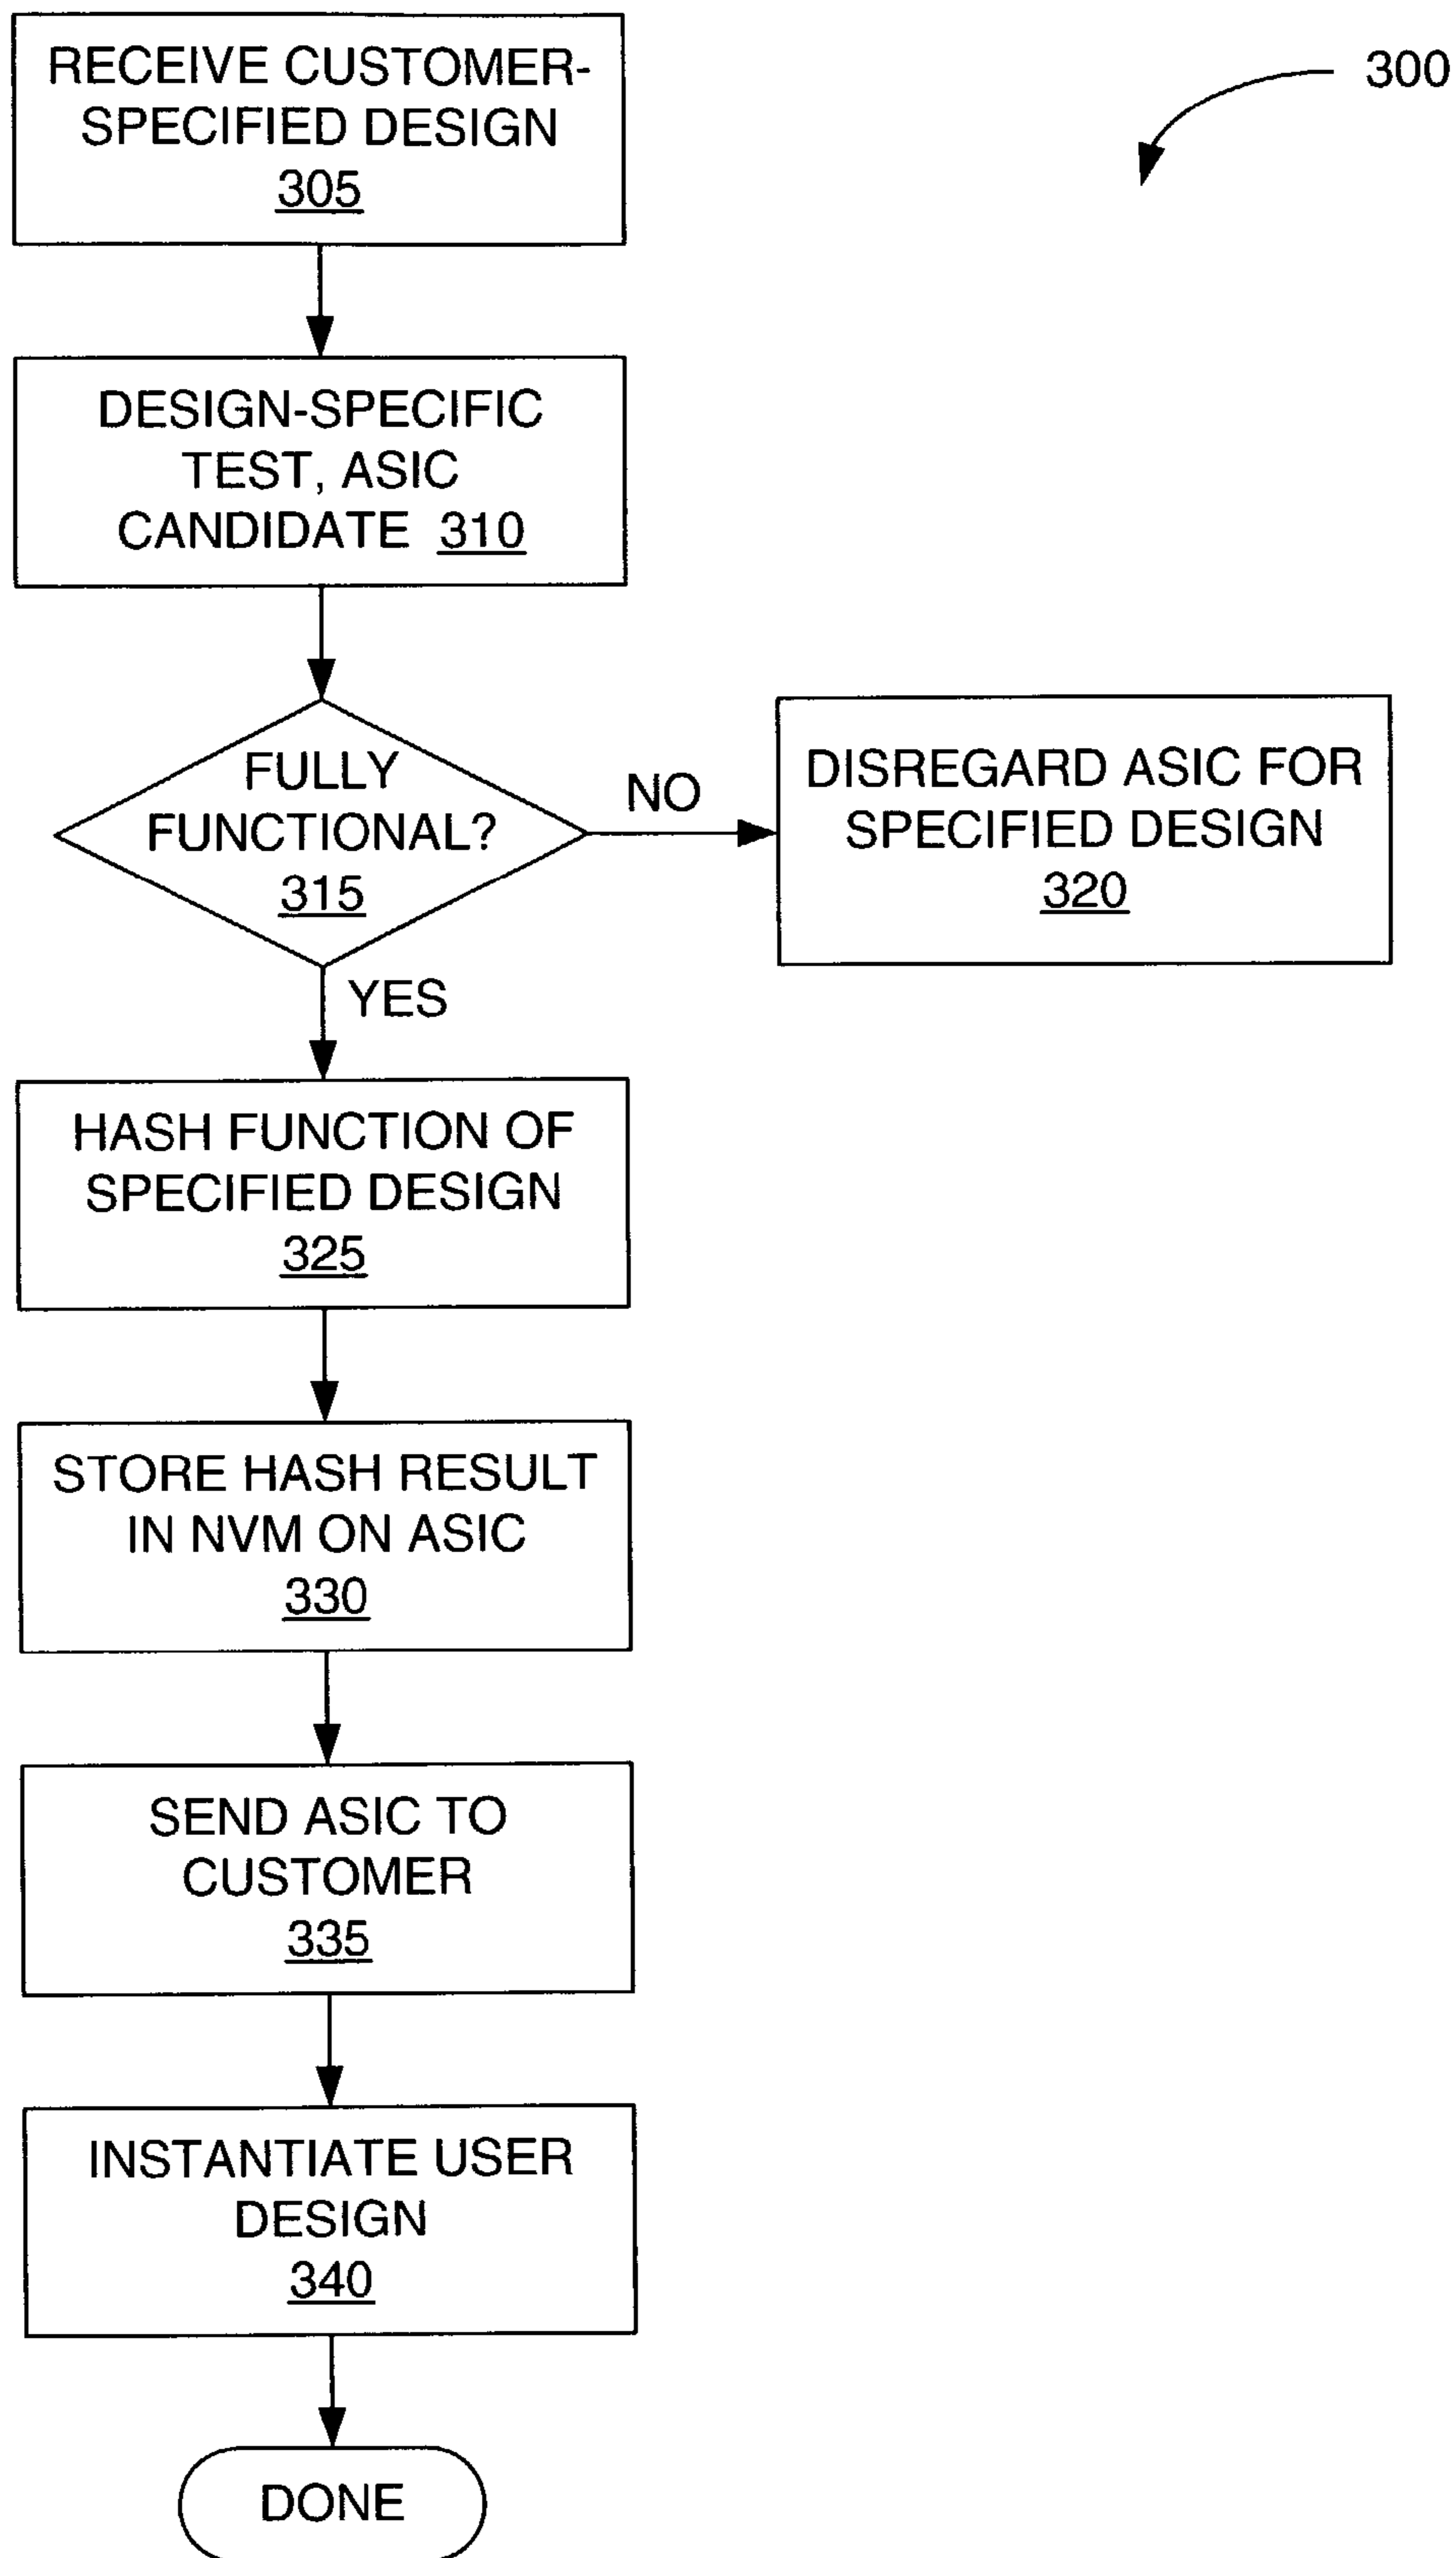 RECEIVE CUSTOMER-
SPECIFIED DESIGN
305
300
DESIGN-SPECIFIC
TEST, ASIC
CANDIDATE 310
FULLY
FUNCTIONAL?
315
NO
DISREGARD ASIC FOR
SPECIFIED DESIGN
320
YES
HASH FUNCTION OF
SPECIFIED DESIGN
325
STORE HASH RESULT
IN NVM ON ASIC
330
SEND ASIC TO
CUSTOMER
335
INSTANTIATE USER
DESIGN
340
DONE